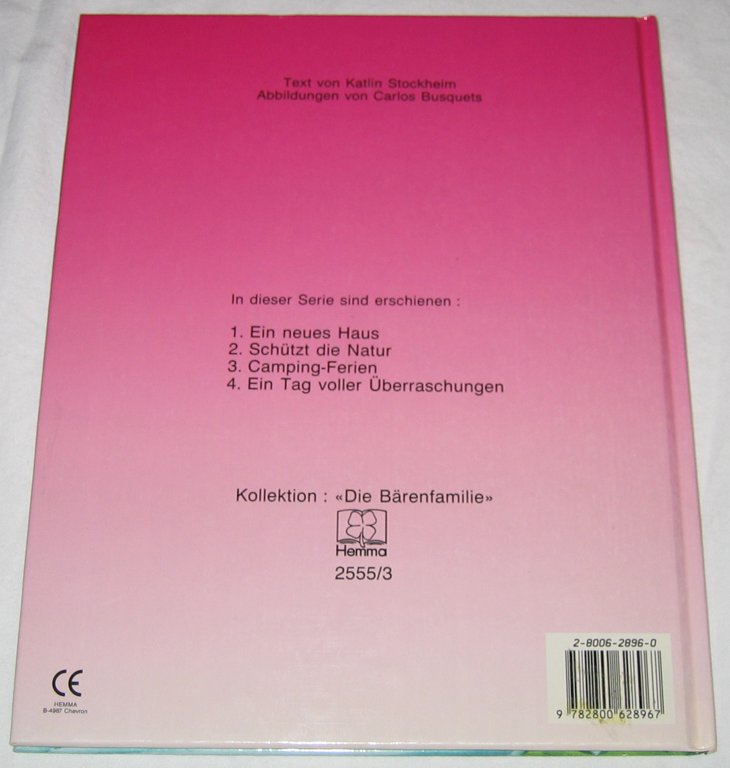 Text von Katlin Stockheim
Abbildungen von Carlos Busquets
In dieser Serie sind erschienen :
1. Ein neues Haus
2. Schützt die Natur
3. Camping-Ferien
4. Ein Tag voller Überraschungen
Kollektion : «Die Bärenfamilie»
Hemma
2555/3
2-8006-2896-0
9 782800 628967
CE
HEMMA
B-4987 Chevron